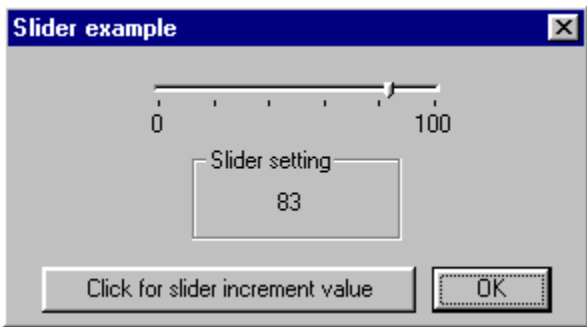 Slider example
0 100
Slider setting
83
Click for slider increment value OK